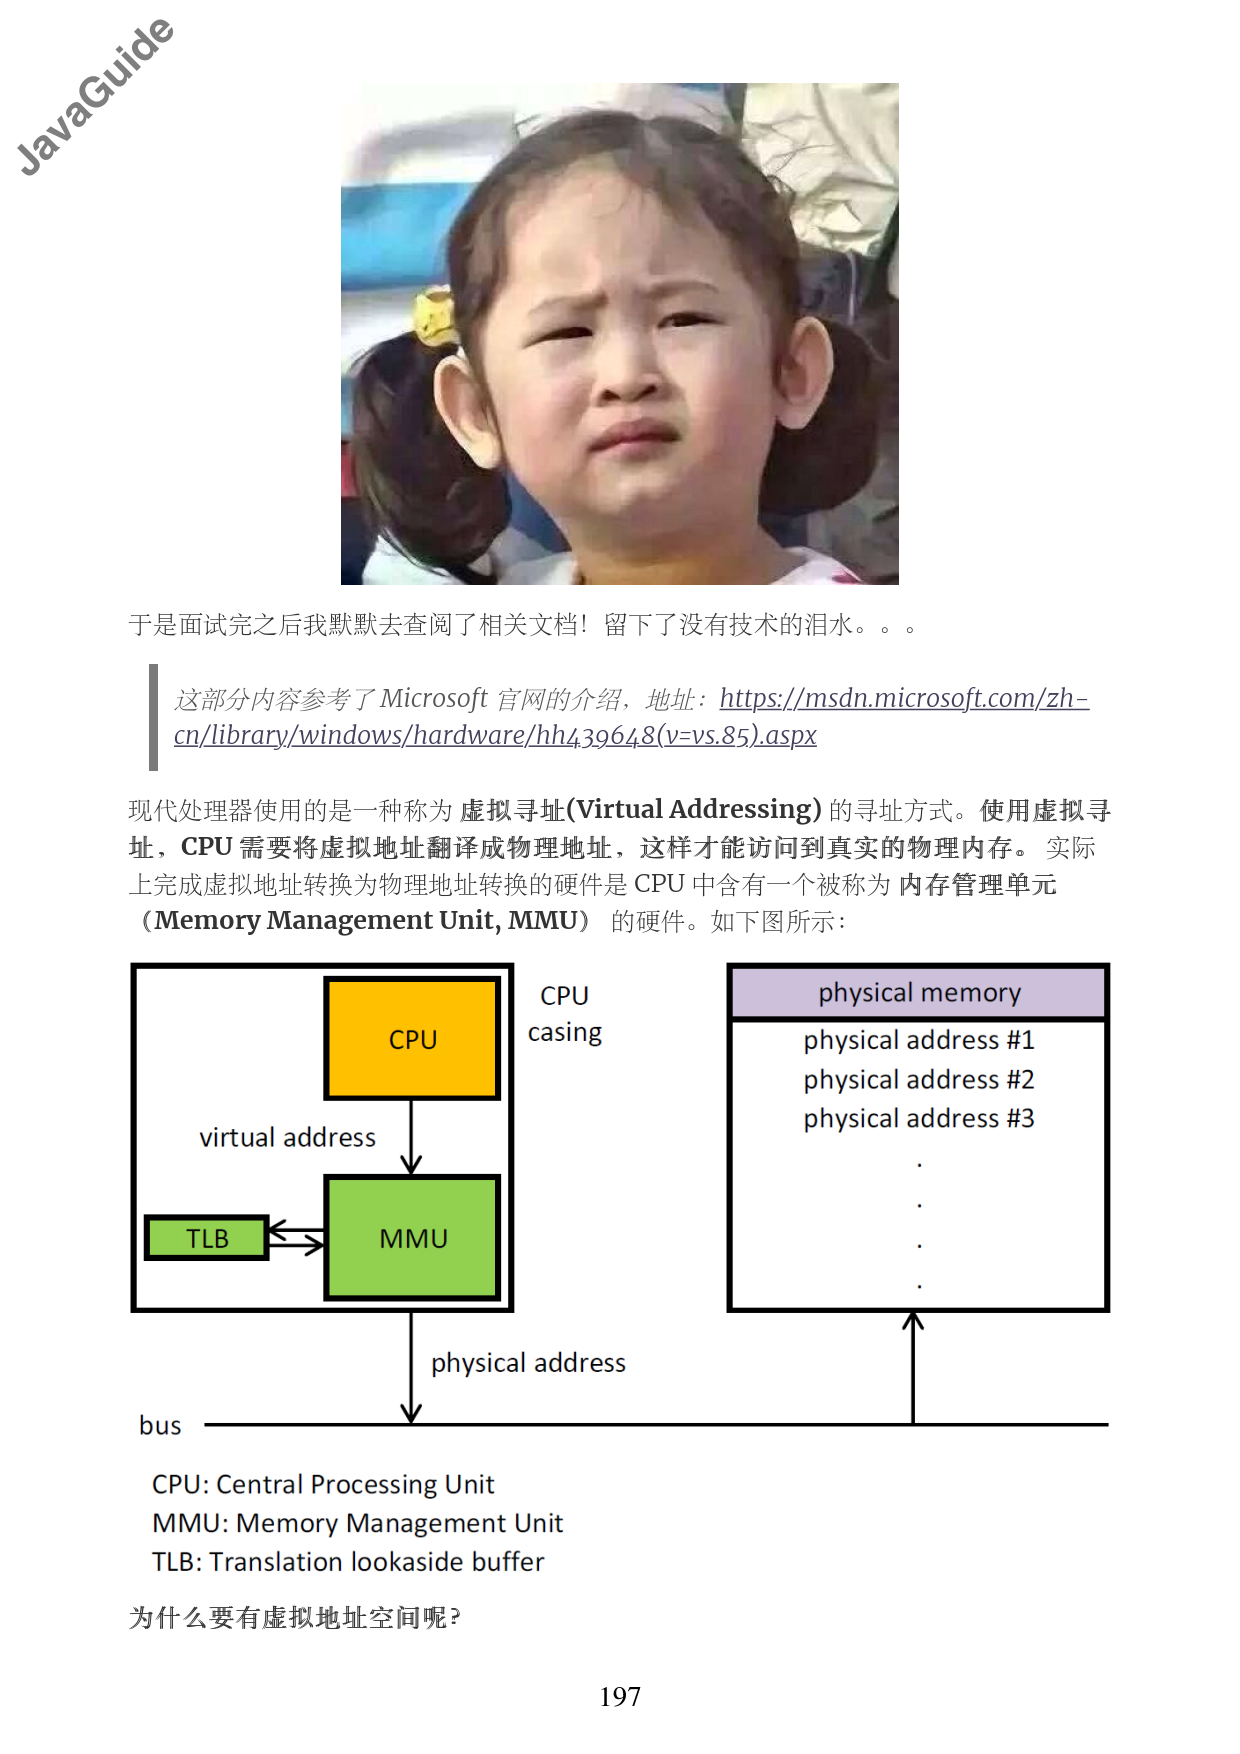 JavaGuide
于是面试完之后我默默去查阅了相关文档！留下了没有技术的泪水。。。
这部分内容参考了 Microsoft 官网的介绍，地址：https://msdn.microsoft.com/zh-
cn/library/windows/hardware/hh439648(v=vs.85).aspx
现代处理器使用的是一种称为 虚拟寻址(Virtual Addressing) 的寻址方式。使用虚拟寻
址，CPU 需要将虚拟地址翻译成物理地址，这样才能访问到真实的物理内存。 实际
上完成虚拟地址转换为物理地址转换的硬件是 CPU 中含有一个被称为 内存管理单元
（Memory Management Unit, MMU） 的硬件。如下图所示：
CPU
casing
CPU
virtual address
TLB
MMU
physical memory
physical address #1
physical address #2
physical address #3
.
.
.
.
physical address
bus
CPU: Central Processing Unit
MMU: Memory Management Unit
TLB: Translation lookaside buffer
为什么要有虚拟地址空间呢？
197